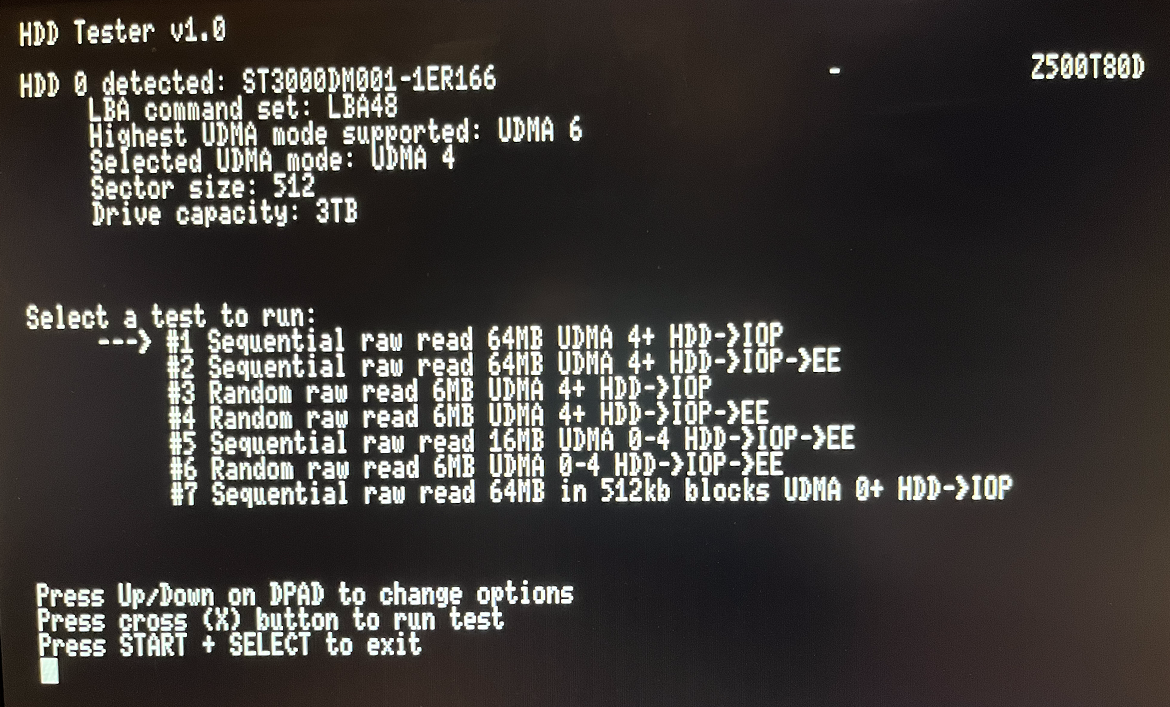 HDD Tester v1.0
HDD 0 detected: ST3000DM001-1ER166 - Z500T80D
LBA command set: LBA48
Highest UDMA mode supported: UDMA 6
Selected UDMA mode: UDMA 4
Sector size: 512
Drive capacity: 3TB
Select a test to run:
---> #1 Sequential raw read 64MB UDMA 4+ HDD->IOP
#2 Sequential raw read 64MB UDMA 4+ HDD->IOP->EE
#3 Random raw read 6MB UDMA 4+ HDD->IOP
#4 Random raw read 6MB UDMA 4+ HDD->IOP->EE
#5 Sequential raw read 16MB UDMA 0-4 HDD->IOP->EE
#6 Random raw read 6MB UDMA 0-4 HDD->IOP->EE
#7 Sequential raw read 64MB in 512kb blocks UDMA 0+ HDD->IOP
Press Up/Down on DPAD to change options
Press cross (X) button to run test
Press START + SELECT to exit